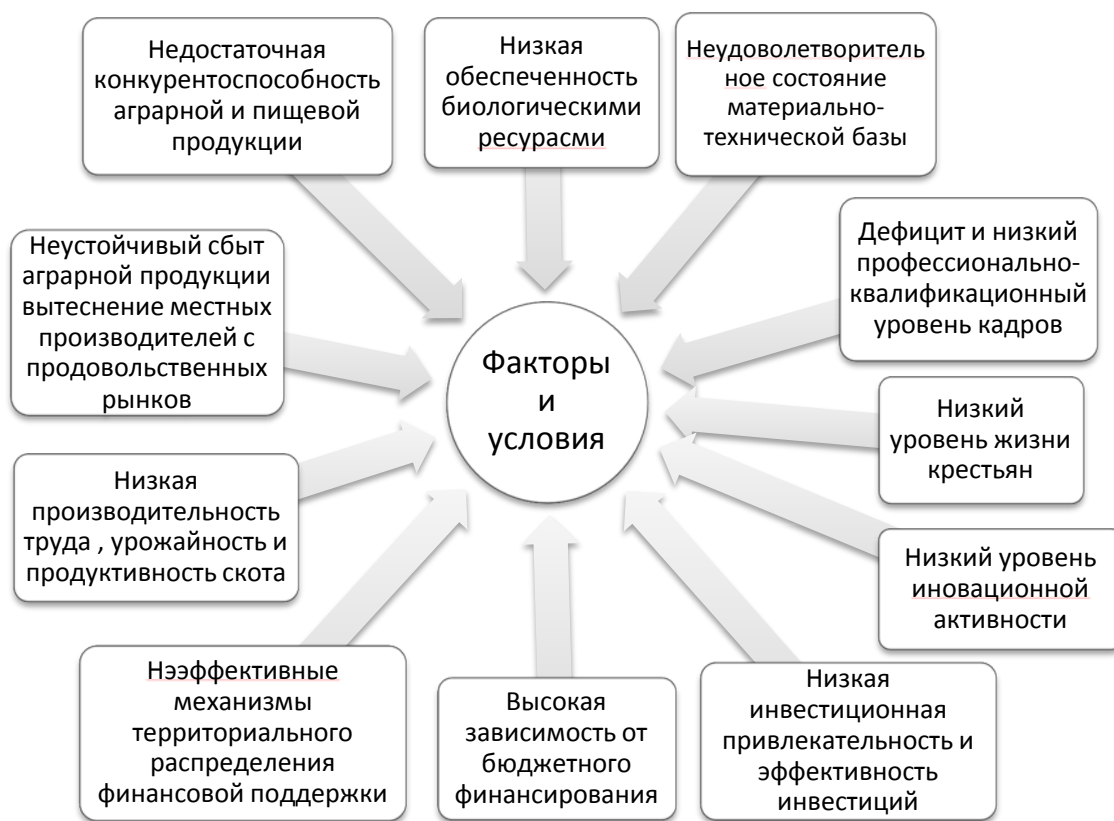 Недостаточная
конкурентоспособность
аграрной и пищевой
продукции
Низкая
обеспеченность
биологическими
ресурасми
Неудоволетворитель
ное состояние
материально-
технической базы
Неустойчивый сбыт
аграрной продукции
вытеснение местных
производителей с
продовольственных
рынков
Дефицит и низкий
профессионально-
квалификационный
уровень кадров
Факторы
и
условия
Низкий
уровень жизни
крестьян
Низкая
производительность
труда , урожайность и
продуктивность скота
Низкий уровень
иновационной
активности
Нээффективные
механизмы
территориального
распределения
финансовой поддержки
Высокая
зависимость от
бюджетного
финансирования
Низкая
инвестиционная
привлекательность и
эффективность
инвестиций